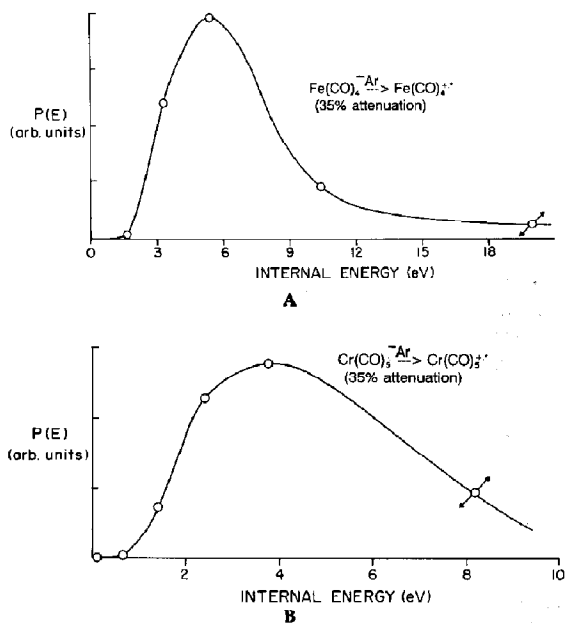 P(E)
(arb. units)
Fe(CO)₄⁻ Ar ---> Fe(CO)₄⁺·
(35% attenuation)
0 3 6 9 12 15 18
INTERNAL ENERGY (eV)
A
P(E)
(arb. units)
Cr(CO)₅⁻ Ar ---> Cr(CO)₅⁺·
(35% attenuation)
2 4 6 8 10
INTERNAL ENERGY (eV)
B